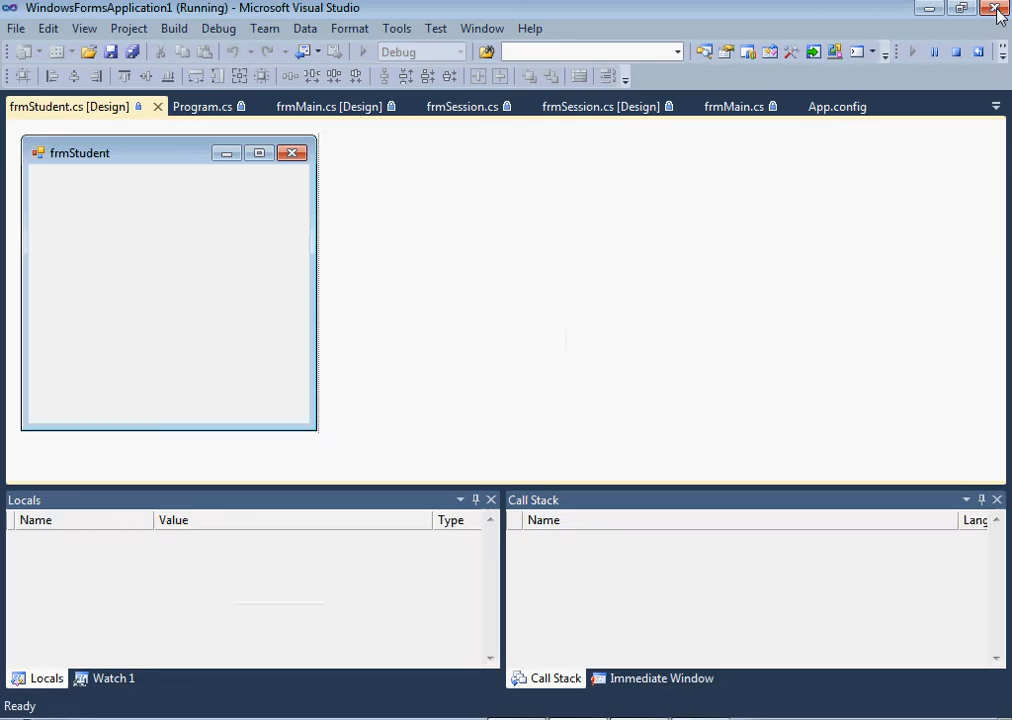 WindowsFormsApplication1 (Running) - Microsoft Visual Studio
File Edit View Project Build Debug Team Data Format Tools Test Window Help
Debug
frmStudent.cs [Design] Program.cs frmMain.cs [Design] frmSession.cs frmSession.cs [Design] frmMain.cs App.config
frmStudent
Locals
Name Value Type
Locals Watch 1
Call Stack
Name Lang
Call Stack Immediate Window
Ready